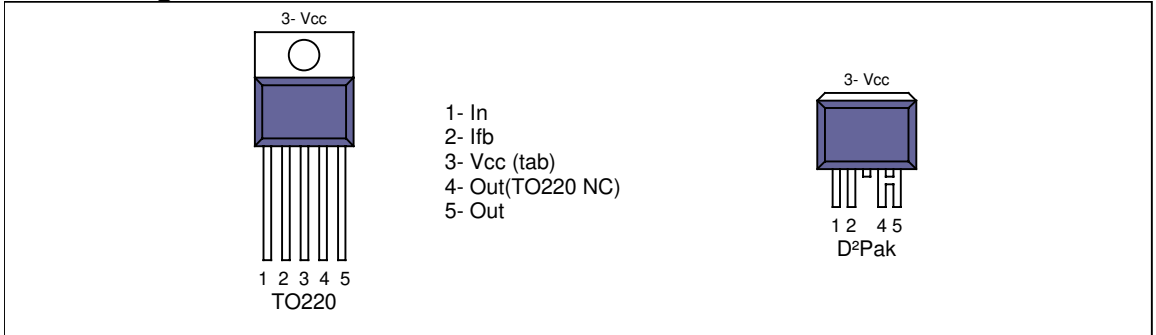 3- Vcc
1 2 3 4 5
TO220
1- In
2- Ifb
3- Vcc (tab)
4- Out(TO220 NC)
5- Out
3- Vcc
1 2 4 5
D²Pak